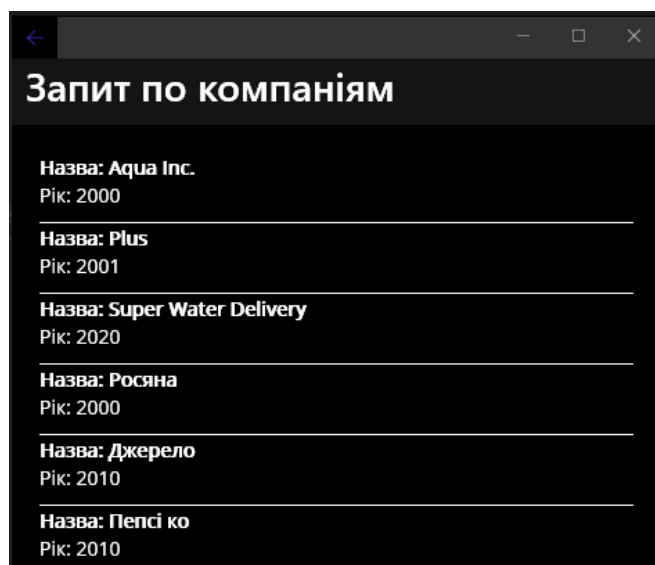 Запит по компаніям
Назва: Aqua Inc.
Рік: 2000
Назва: Plus
Рік: 2001
Назва: Super Water Delivery
Рік: 2020
Назва: Росяна
Рік: 2000
Назва: Джерело
Рік: 2010
Назва: Пепсі ко
Рік: 2010